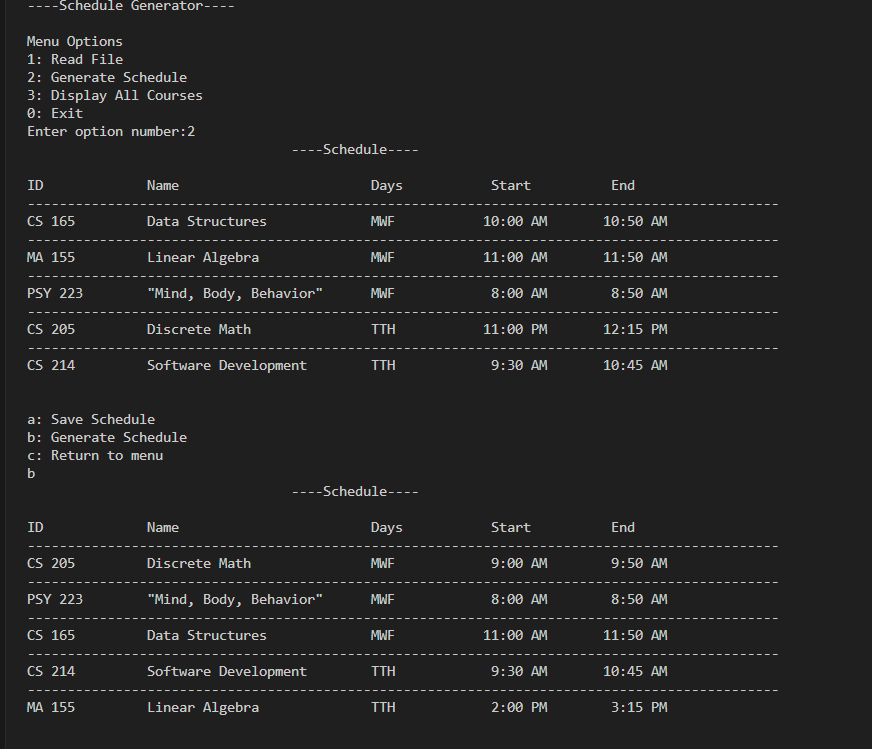 ----Schedule Generator----
Menu Options
1: Read File
2: Generate Schedule
3: Display All Courses
0: Exit
Enter option number:2
----Schedule----
ID Name Days Start End
----------------------------------------------------------------------------------------------
CS 165 Data Structures MWF 10:00 AM 10:50 AM
----------------------------------------------------------------------------------------------
MA 155 Linear Algebra MWF 11:00 AM 11:50 AM
----------------------------------------------------------------------------------------------
PSY 223 "Mind, Body, Behavior" MWF 8:00 AM 8:50 AM
----------------------------------------------------------------------------------------------
CS 205 Discrete Math TTH 11:00 PM 12:15 PM
----------------------------------------------------------------------------------------------
CS 214 Software Development TTH 9:30 AM 10:45 AM
a: Save Schedule
b: Generate Schedule
c: Return to menu
b
----Schedule----
ID Name Days Start End
----------------------------------------------------------------------------------------------
CS 205 Discrete Math MWF 9:00 AM 9:50 AM
----------------------------------------------------------------------------------------------
PSY 223 "Mind, Body, Behavior" MWF 8:00 AM 8:50 AM
----------------------------------------------------------------------------------------------
CS 165 Data Structures MWF 11:00 AM 11:50 AM
----------------------------------------------------------------------------------------------
CS 214 Software Development TTH 9:30 AM 10:45 AM
----------------------------------------------------------------------------------------------
MA 155 Linear Algebra TTH 2:00 PM 3:15 PM